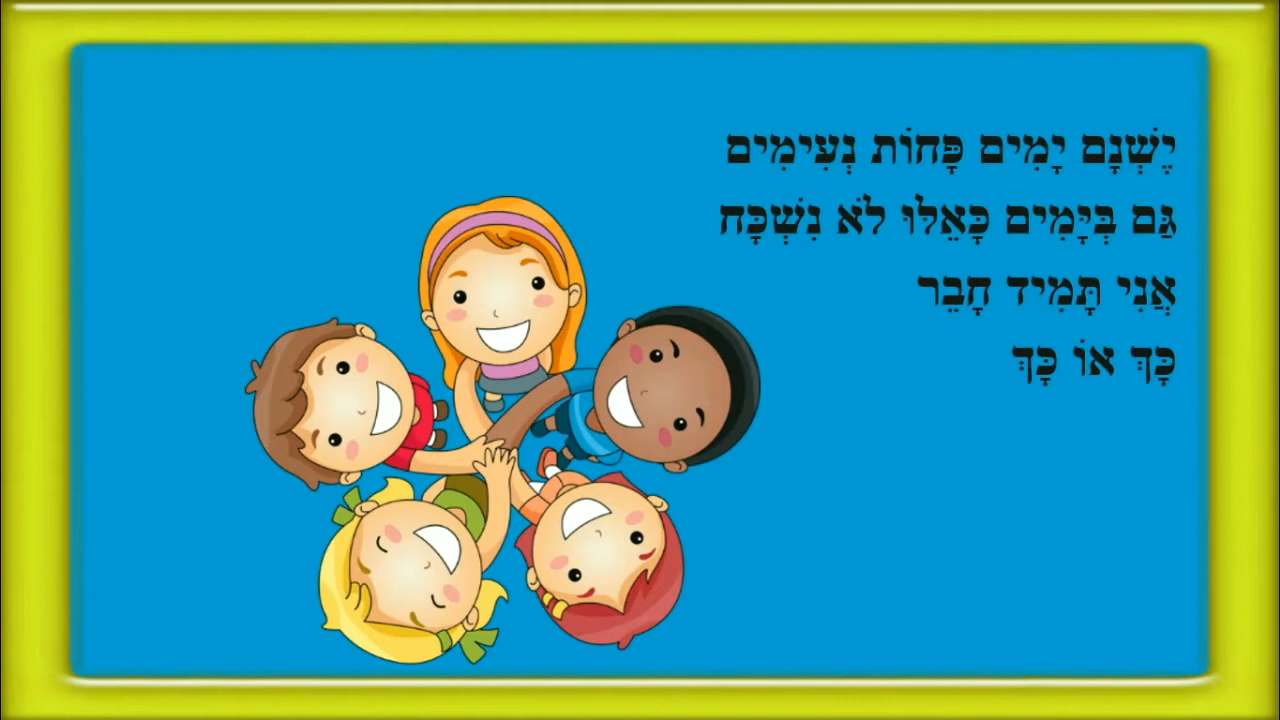 יֶשְׁנָם יָמִים פָּחוֹת נְעִימִים
גַּם בְּיָּמִים כָּאֵלּוּ לֹא נִשְׁכָּח
אֲנִי תָּמִיד חָבֵר
כָּךְ אוֹ כָּךְ